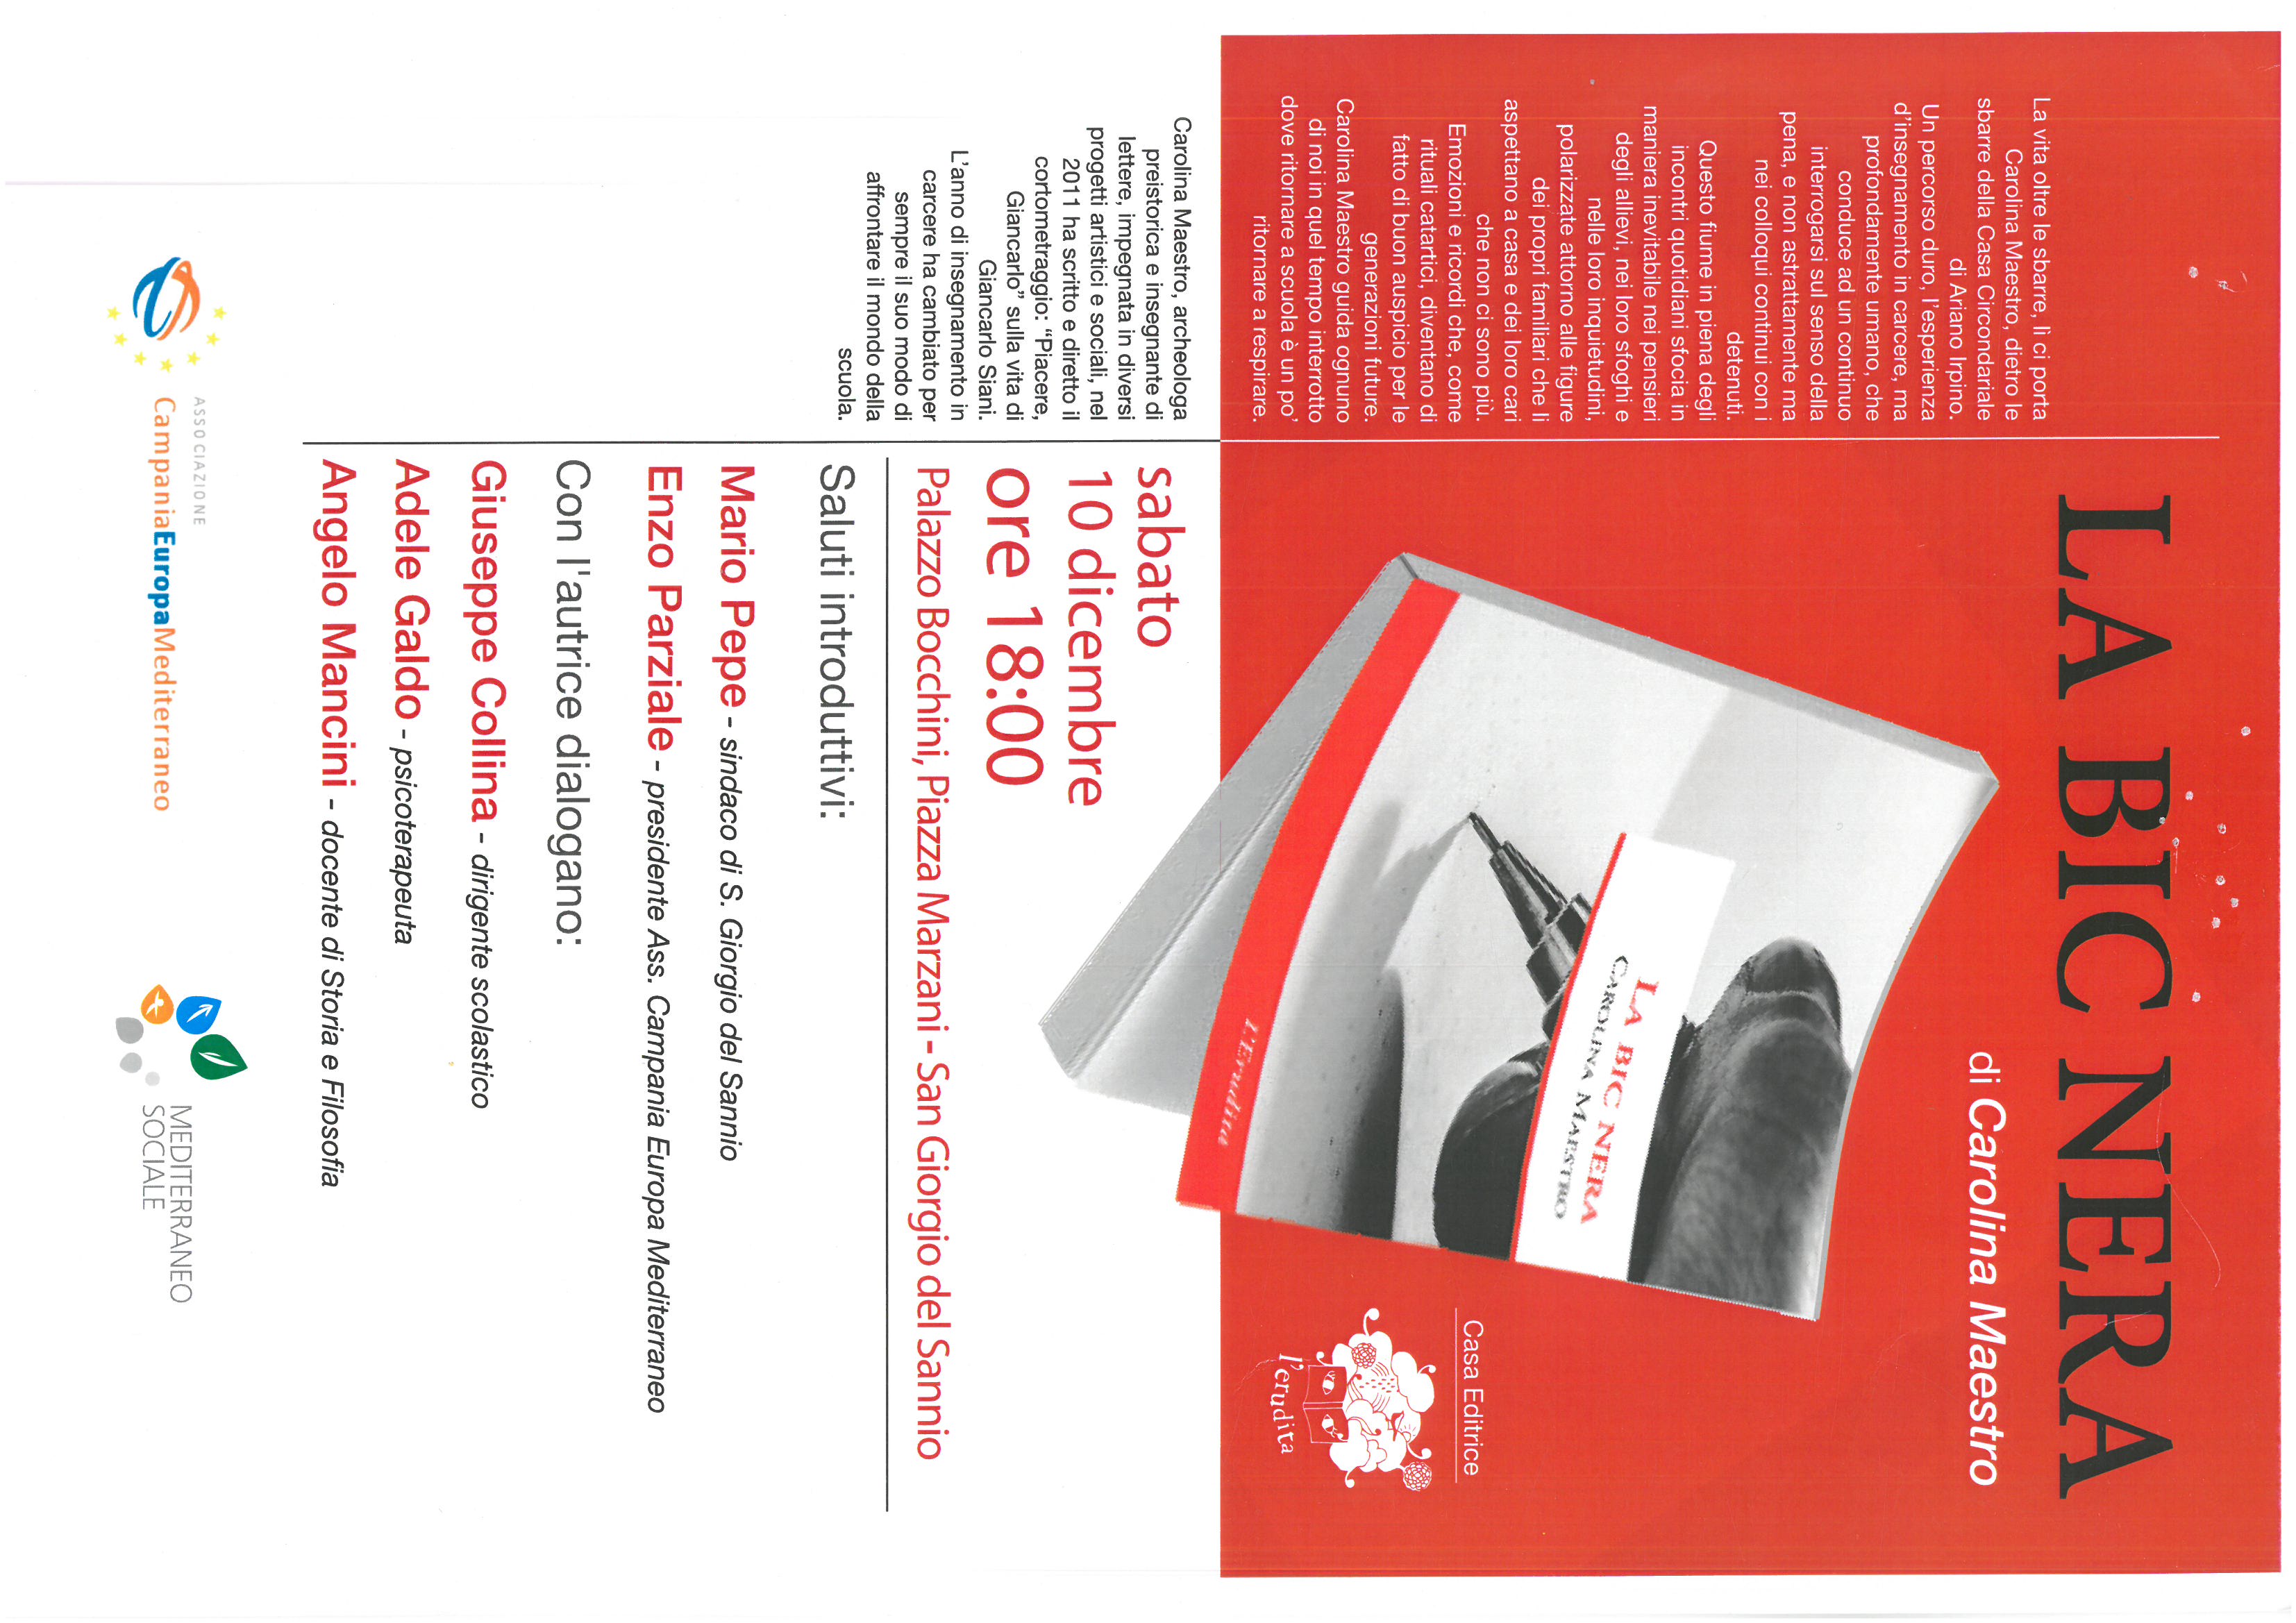 LA BIC NERA
di Carolina Maestro
La vita oltre le sbarre, lì ci porta
Carolina Maestro, dietro le
sbarre della Casa Circondariale
di Ariano Irpino.
Un percorso duro, l'esperienza
d'insegnamento in carcere, ma
profondamente umano, che
conduce ad un continuo
interrogarsi sul senso della
pena, e non astrattamente ma
nei colloqui continui con i
detenuti.
Questo fiume in piena degli
incontri quotidiani sfocia in
maniera inevitabile nei pensieri
degli allievi, nei loro sfoghi e
nelle loro inquietudini,
polarizzate attorno alle figure
dei propri familiari che li
aspettano a casa e dei loro cari
che non ci sono più.
Emozioni e ricordi che, come
rituali catartici, diventano di
fatto di buon auspicio per le
generazioni future.
Carolina Maestro guida ognuno
di noi in quel tempo interrotto
dove ritornare a scuola è un po'
ritornare a respirare.
LA BIC NERA
CAROLINA MAESTRO
L'Erudita
Casa Editrice
l'erudita
Carolina Maestro, archeologa
preistorica e insegnante di
lettere, impegnata in diversi
progetti artistici e sociali, nel
2011 ha scritto e diretto il
cortometraggio: “Piacere,
Giancarlo” sulla vita di
Giancarlo Siani.
L'anno di insegnamento in
carcere ha cambiato per
sempre il suo modo di
affrontare il mondo della
scuola.
sabato
10 dicembre
ore 18:00
Palazzo Bocchini, Piazza Marzani - San Giorgio del Sannio
Saluti introduttivi:
Mario Pepe - sindaco di S. Giorgio del Sannio
Enzo Parziale - presidente Ass. Campania Europa Mediterraneo
Con l'autrice dialogano:
Giuseppe Collina - dirigente scolastico
Adele Galdo - psicoterapeuta
Angelo Mancini - docente di Storia e Filosofia
ASSOCIAZIONE
CampaniaEuropaMediterraneo
MEDITERRANEO
SOCIALE